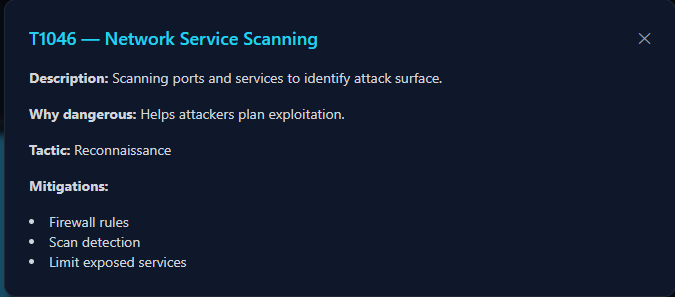 T1046 — Network Service Scanning
Description: Scanning ports and services to identify attack surface.
Why dangerous: Helps attackers plan exploitation.
Tactic: Reconnaissance
Mitigations:
• Firewall rules
• Scan detection
• Limit exposed services